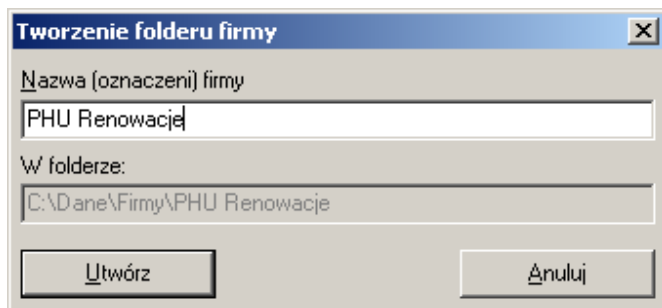 Tworzenie folderu firmy
Nazwa (oznaczeni) firmy
PHU Renowacje
W folderze:
C:\Dane\Firmy\PHU Renowacje
Utwórz
Anuluj